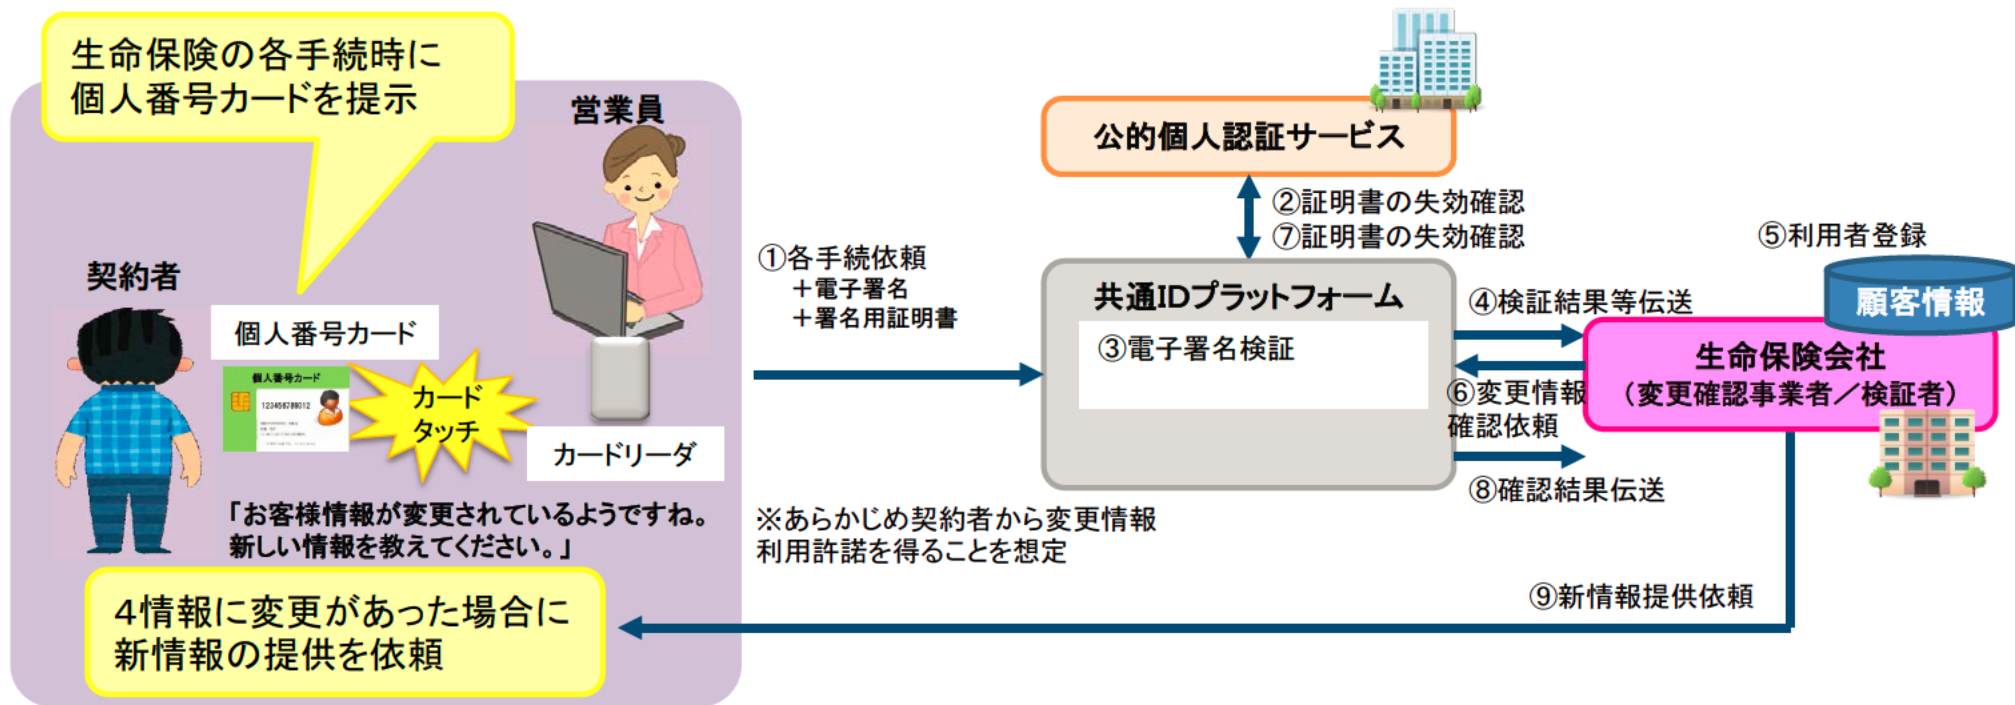 生命保険の各手続時に
個人番号カードを提示
営業員
契約者
個人番号カード
個人番号カード
123456789012
カード
タッチ
カードリーダ
「お客様情報が変更されているようですね。
新しい情報を教えてください。」
4情報に変更があった場合に
新情報の提供を依頼
①各手続依頼
＋電子署名
＋署名用証明書
※あらかじめ契約者から変更情報
利用許諾を得ることを想定
公的個人認証サービス
②証明書の失効確認
⑦証明書の失効確認
共通IDプラットフォーム
③電子署名検証
④検証結果等伝送
⑥変更情報
確認依頼
⑧確認結果伝送
⑤利用者登録
顧客情報
生命保険会社
（変更確認事業者／検証者）
⑨新情報提供依頼